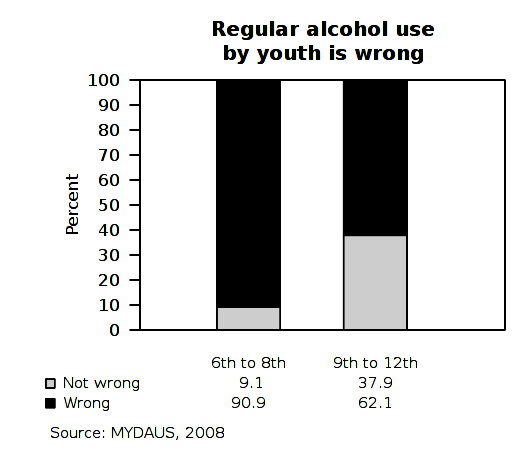 Regular alcohol use
by youth is wrong
100
90
80
70
60
50
40
30
20
10
0
Percent
6th to 8th 9th to 12th
Not wrong 9.1 37.9
Wrong 90.9 62.1
Source: MYDAUS, 2008